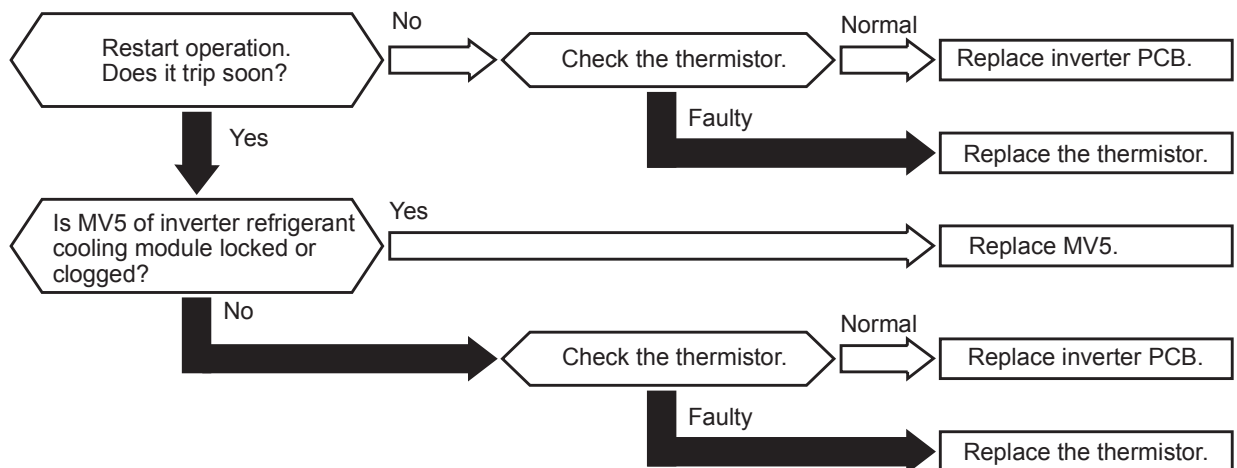 No
Normal
Restart operation.
Does it trip soon?
Check the thermistor.
Replace inverter PCB.
Yes
Faulty
Replace the thermistor.
Is MV5 of inverter refrigerant
cooling module locked or
clogged?
Yes
Replace MV5.
No
Normal
Check the thermistor.
Replace inverter PCB.
Faulty
Replace the thermistor.